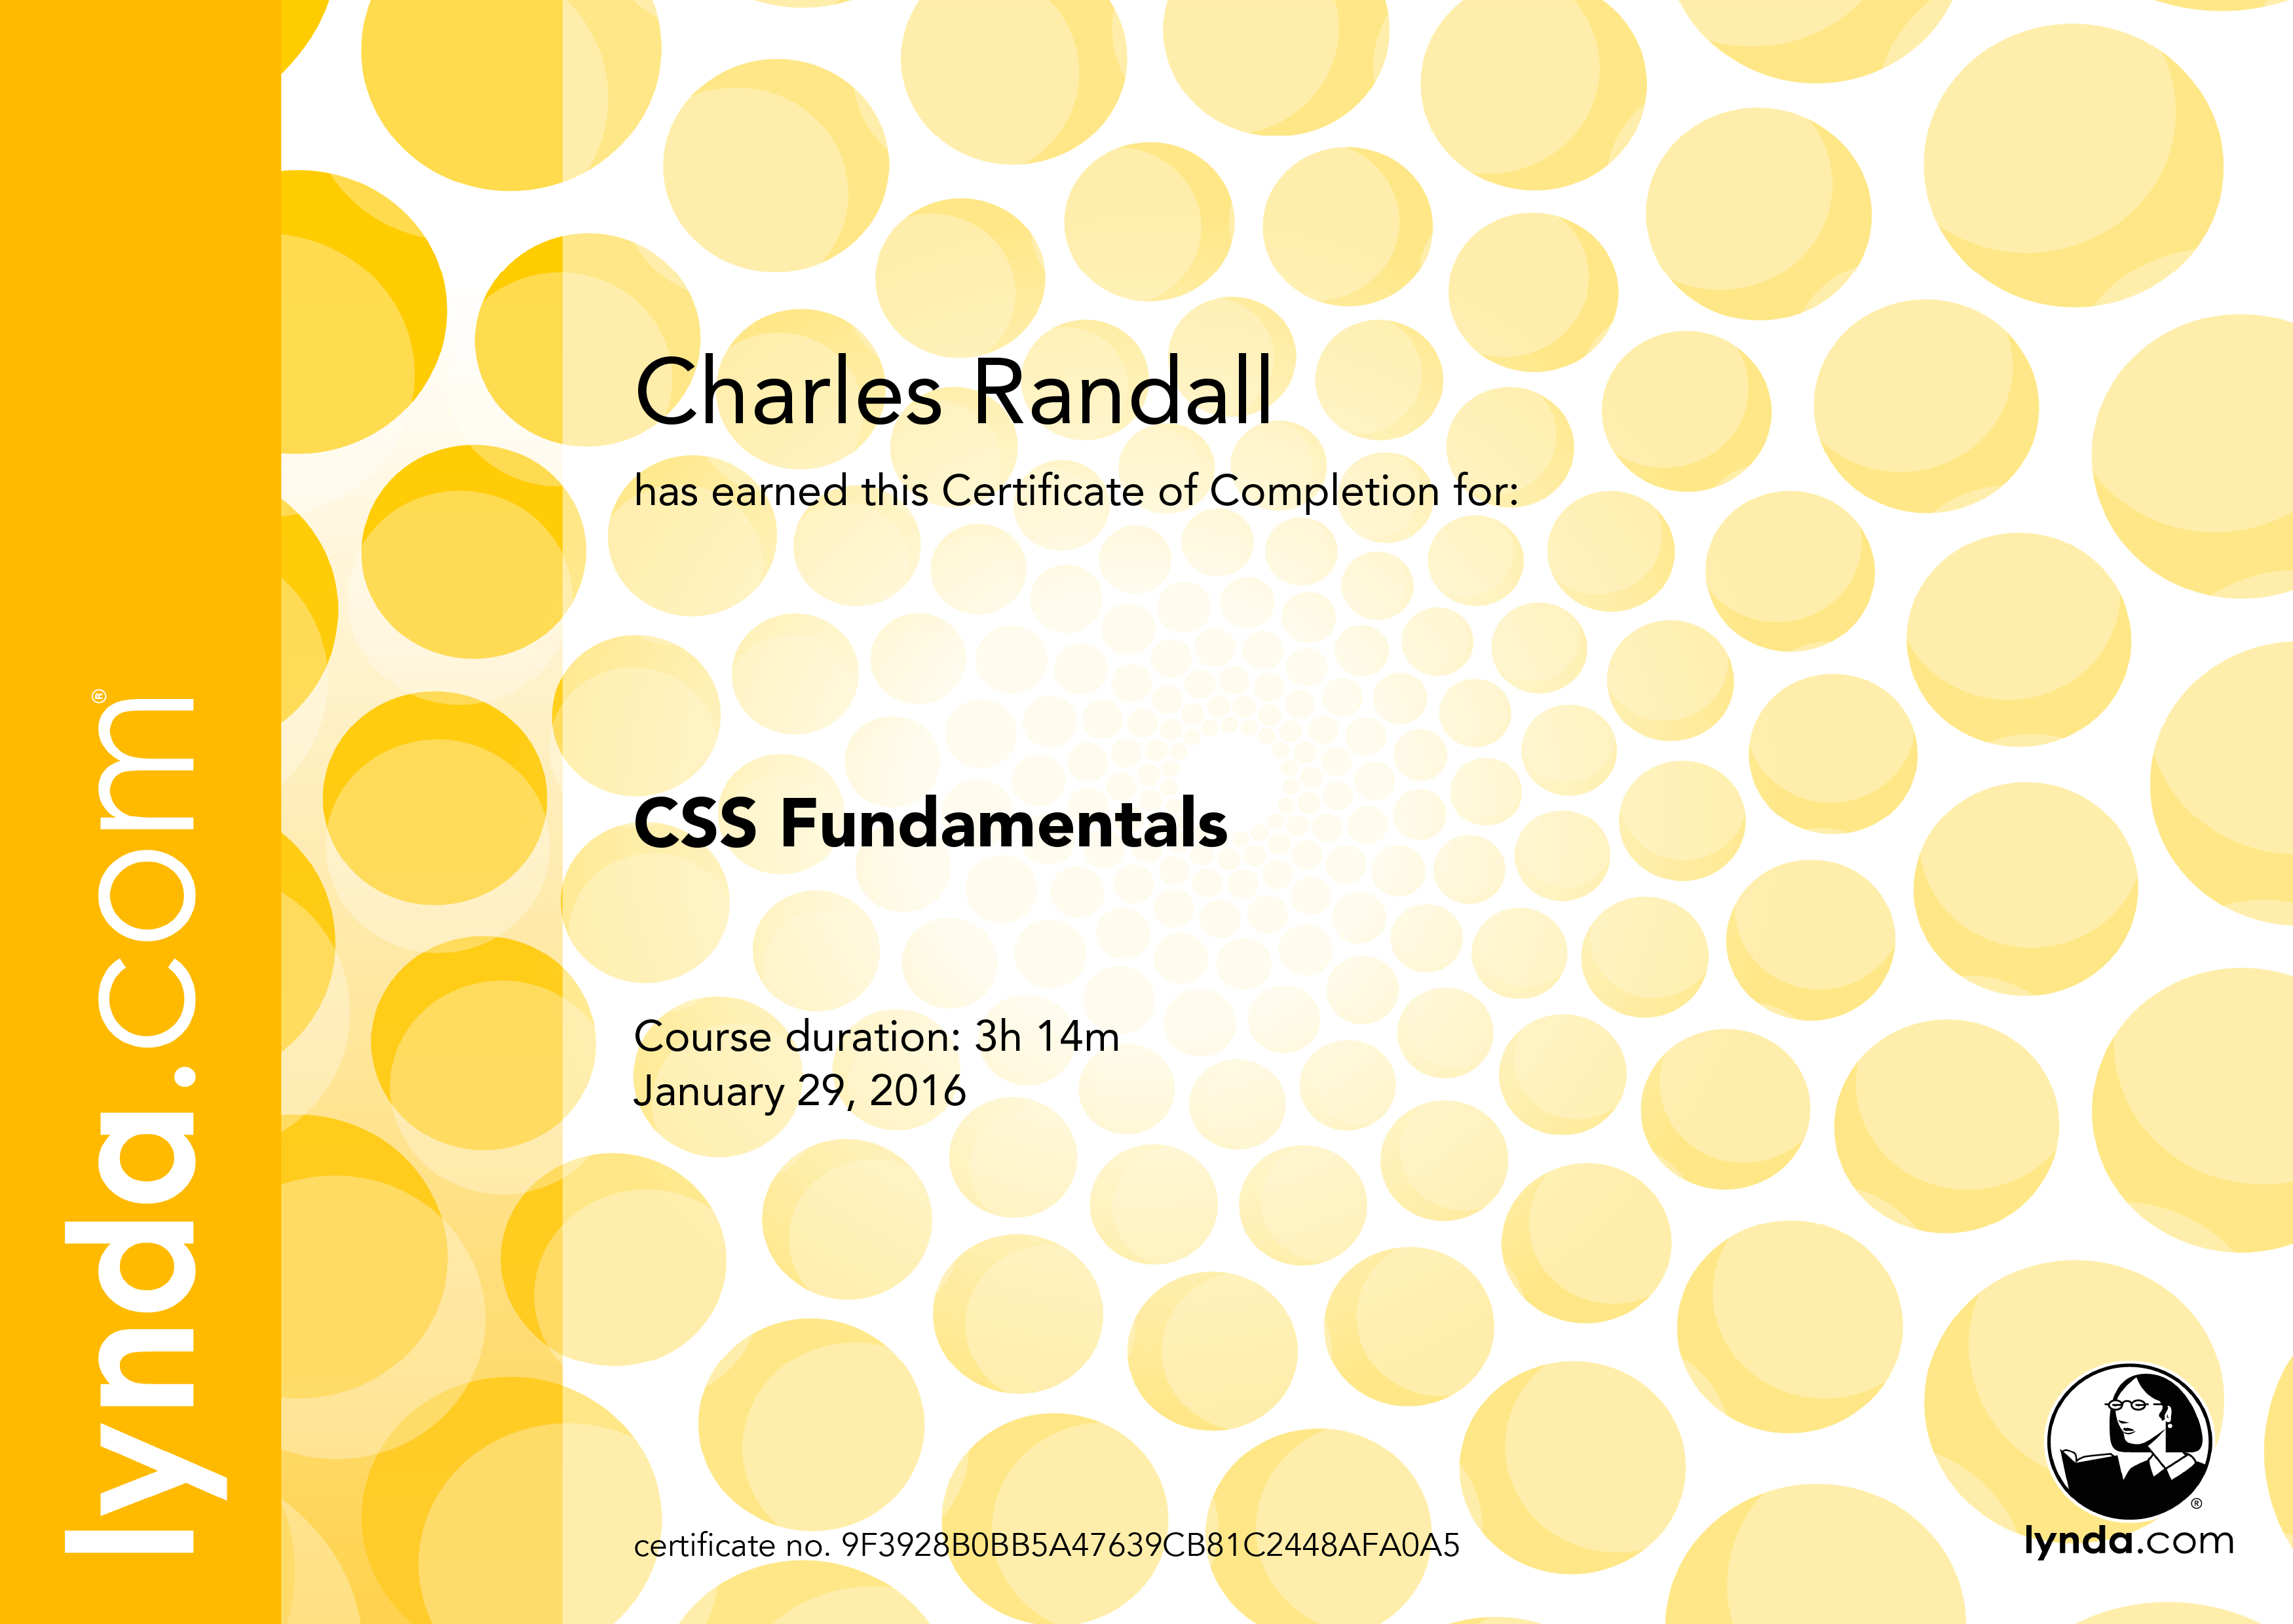 lynda.com®
Charles Randall
has earned this Certificate of Completion for:
CSS Fundamentals
Course duration: 3h 14m
January 29, 2016
certificate no. 9F3928B0BB5A47639CB81C2448AFA0A5
®
lynda.com